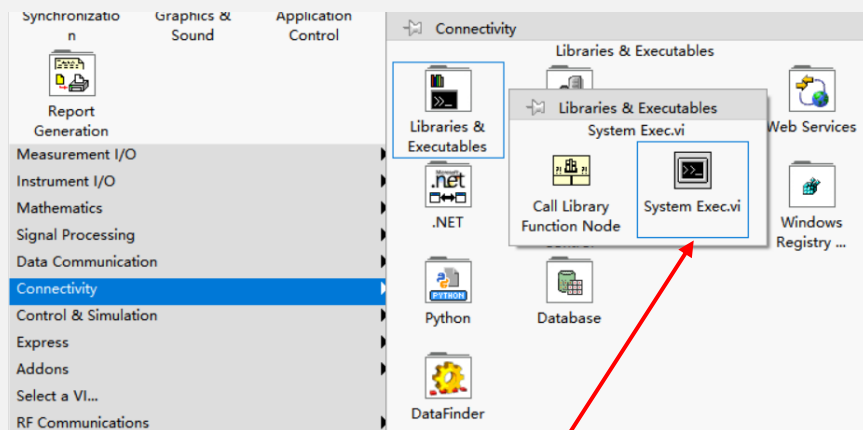 Synchronizatio
n
Graphics &
Sound
Application
Control
Report
Generation
Measurement I/O
Instrument I/O
Mathematics
Signal Processing
Data Communication
Connectivity
Control & Simulation
Express
Addons
Select a VI...
RF Communications
Connectivity
Libraries & Executables
Libraries &
Executables
Web Services
.net
.NET
Windows
Registry ...
PYTHON
Python
Database
DataFinder
Libraries & Executables
System Exec.vi
Call Library
Function Node
System Exec.vi